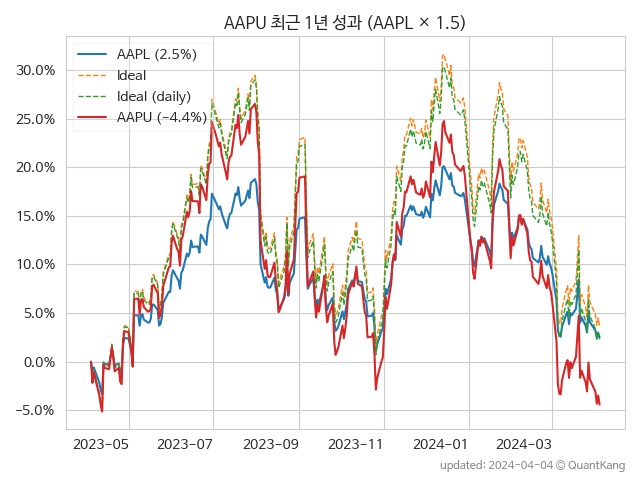 AAPU 최근 1년 성과 (AAPL × 1.5)
AAPL (2.5%)
Ideal
Ideal (daily)
AAPU (−4.4%)
30.0%
25.0%
20.0%
15.0%
10.0%
5.0%
0.0%
−5.0%
2023−05
2023−07
2023−09
2023−11
2024−01
2024−03
updated: 2024-04-04 © QuantKang